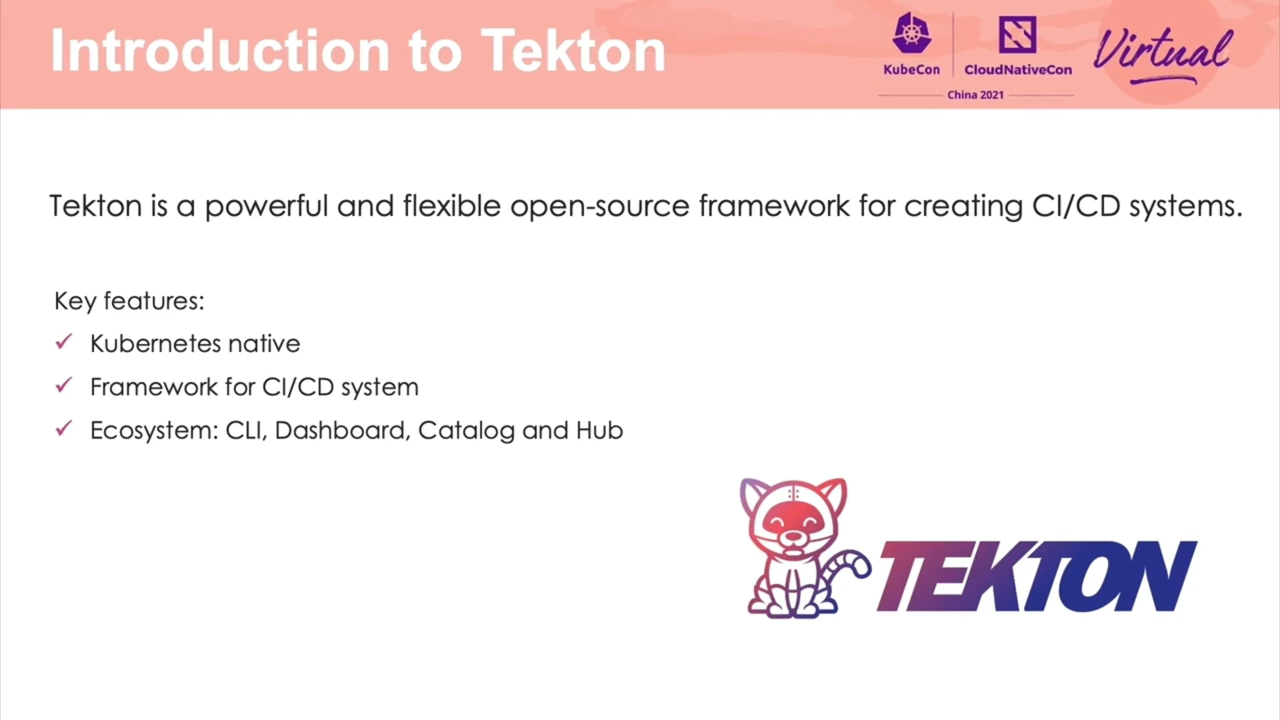 Introduction to Tekton
KubeCon
CloudNativeCon
China 2021
Virtual
Tekton is a powerful and flexible open-source framework for creating CI/CD systems.
Key features:
✓ Kubernetes native
✓ Framework for CI/CD system
✓ Ecosystem: CLI, Dashboard, Catalog and Hub
TEKTON